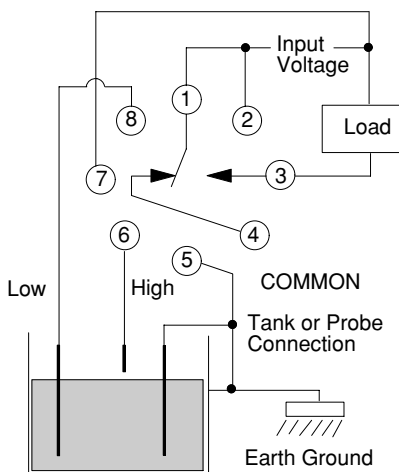 Input
Voltage
1
2
8
Load
7
3
6
4
5
Low
High
COMMON
Tank or Probe
Connection
Earth Ground